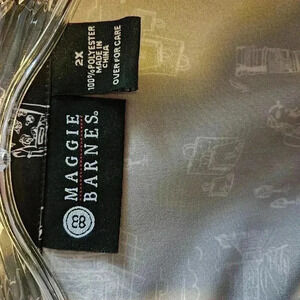 2X
100% POLYESTER
MADE IN
CHINA
OVER FOR CARE
MAGGIE
BARNES®